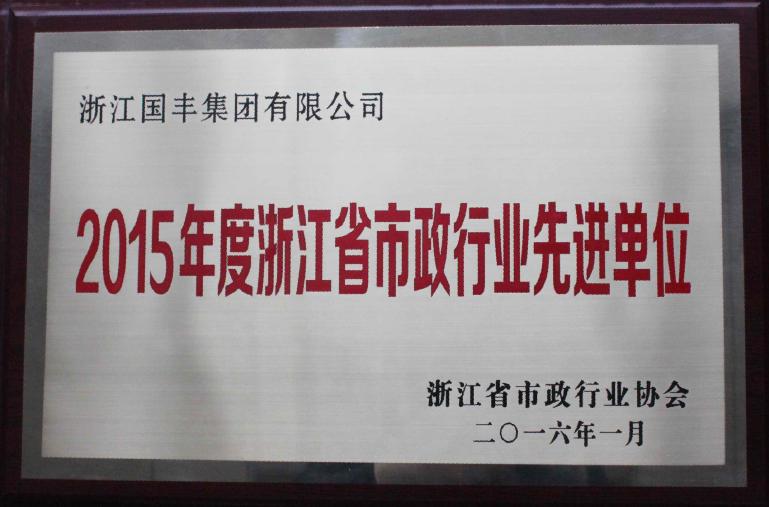 浙江国丰集团有限公司
2015年度浙江省市政行业先进单位
浙江省市政行业协会
二〇一六年一月